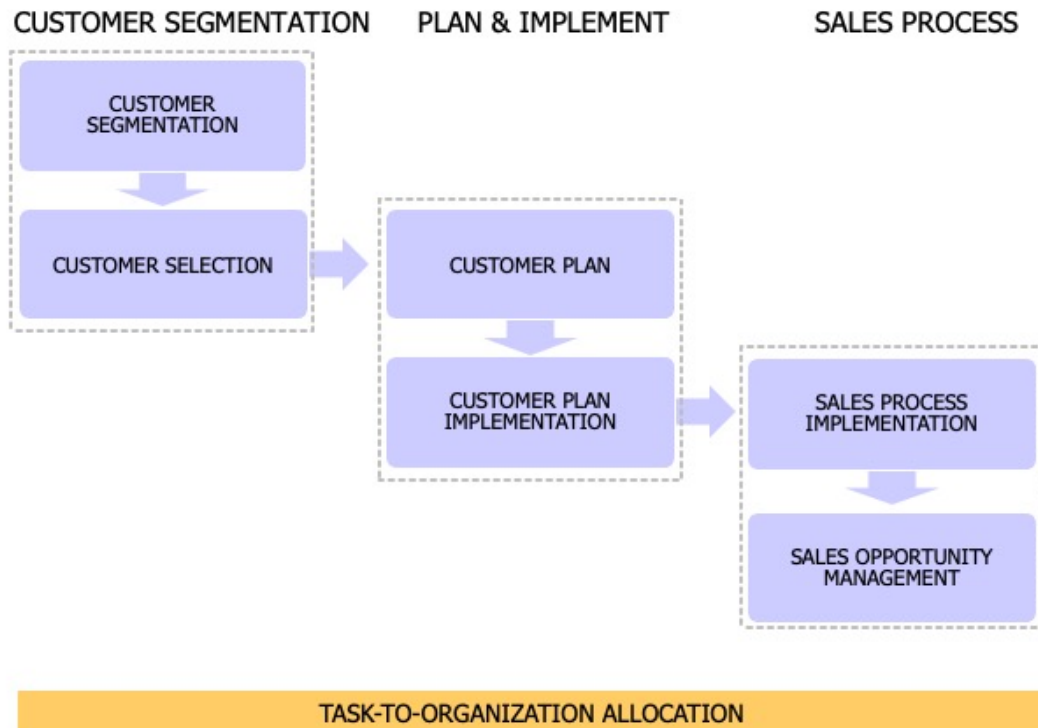 CUSTOMER SEGMENTATION
PLAN & IMPLEMENT
SALES PROCESS
CUSTOMER
SEGMENTATION
CUSTOMER SELECTION
CUSTOMER PLAN
CUSTOMER PLAN
IMPLEMENTATION
SALES PROCESS
IMPLEMENTATION
SALES OPPORTUNITY
MANAGEMENT
TASK-TO-ORGANIZATION ALLOCATION